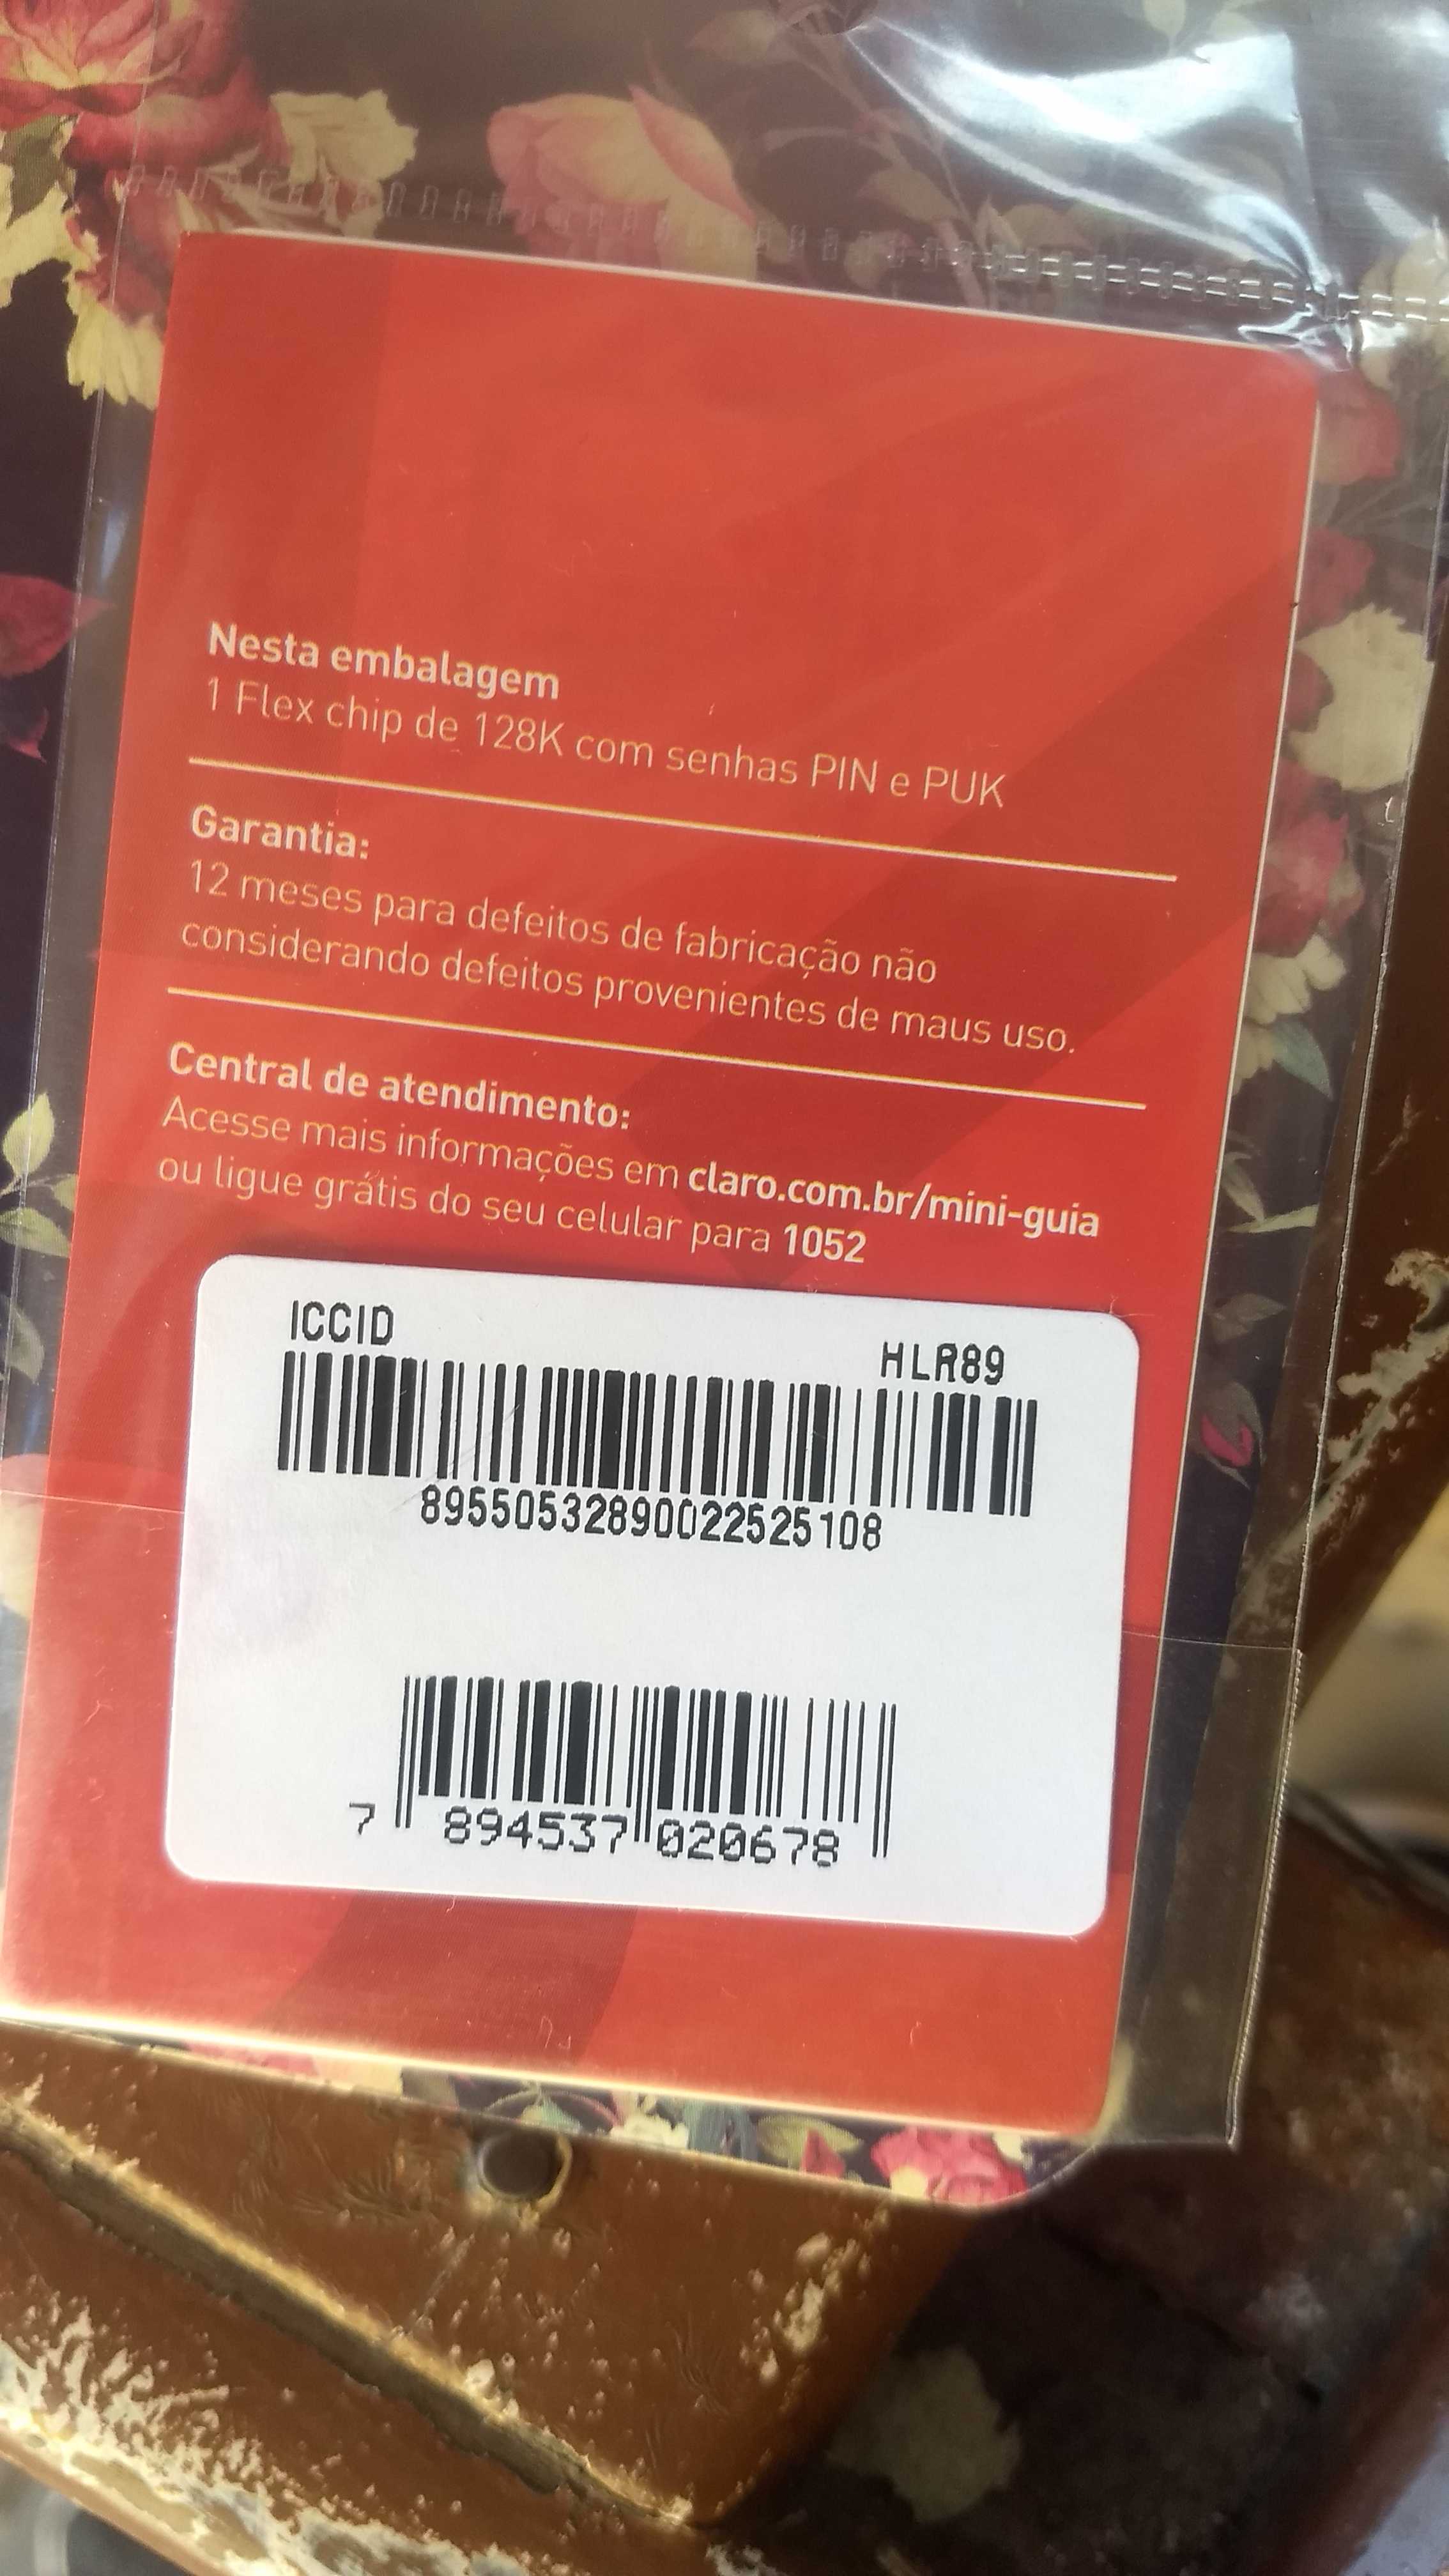 Nesta embalagem
1 Flex chip de 128K com senhas PIN e PUK
Garantia:
12 meses para defeitos de fabricação não
considerando defeitos provenientes de maus uso.
Central de atendimento:
Acesse mais informações em claro.com.br/mini-guia
ou ligue grátis do seu celular para 1052
ICCID
HLR89
89550532890022525108
7 894537 020678